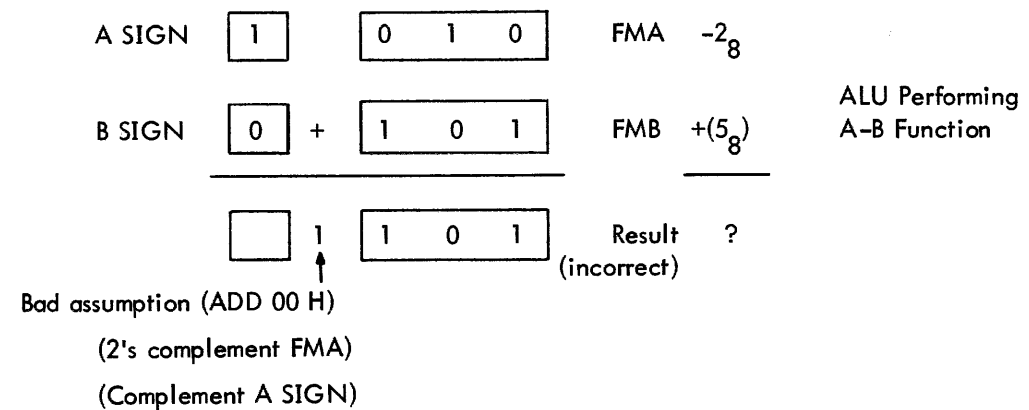 A SIGN 1 0 1 0 FMA -2₈
ALU Performing
B SIGN 0 + 1 0 1 FMB +(5₈) A-B Function
1 1 0 1 Result ?
(incorrect)
Bad assumption (ADD 00 H)
(2's complement FMA)
(Complement A SIGN)